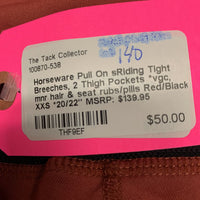 The Tack Collector
100870-538
140
Horseware Pull On sRiding Tight
Breeches, 2 Thigh Pockets *vgc,
mnr hair & seat rubs/pills Red/Black
XXS *20/22" MSRP: $139.95
$50.00
THF9EF